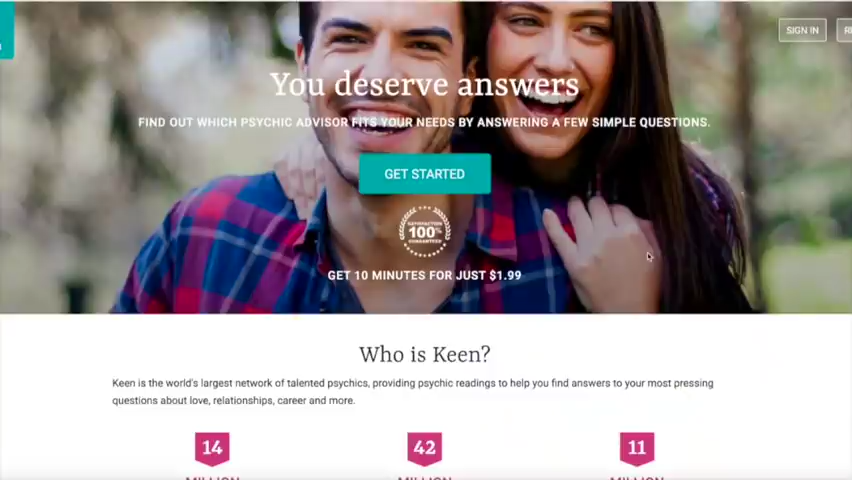 SIGN IN
You deserve answers
FIND OUT WHICH PSYCHIC ADVISOR FITS YOUR NEEDS BY ANSWERING A FEW SIMPLE QUESTIONS.
GET STARTED
SATISFACTION
100%
GUARANTEED
GET 10 MINUTES FOR JUST $1.99
Who is Keen?
Keen is the world's largest network of talented psychics, providing psychic readings to help you find answers to your most pressing
questions about love, relationships, career and more.
14 42 11
MILLION MILLION MILLION